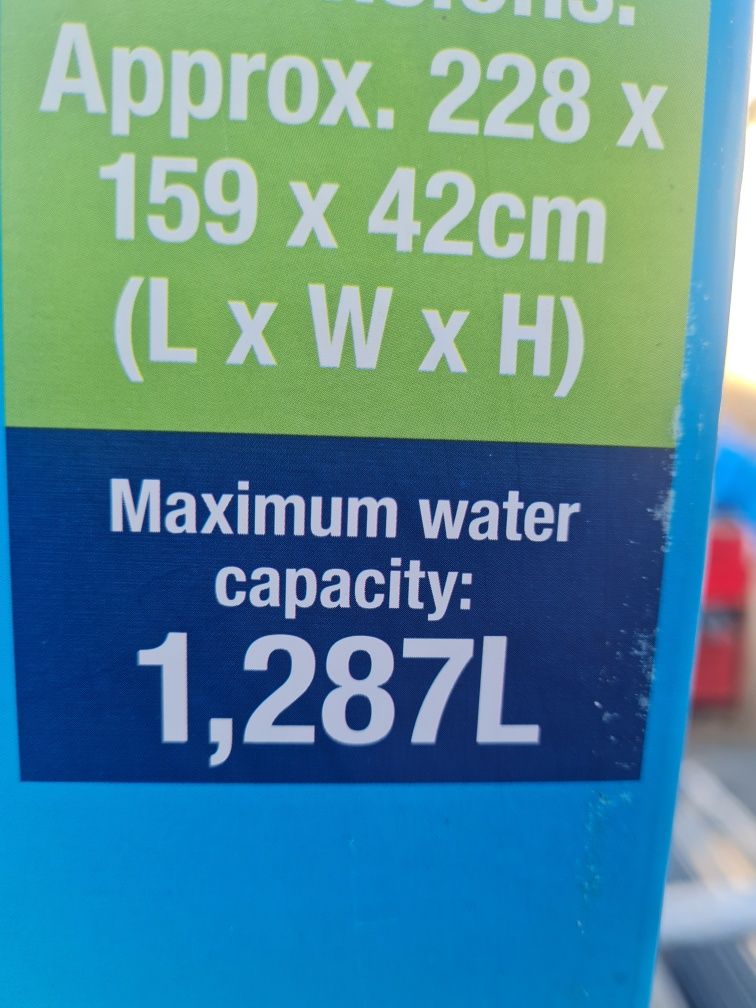 Approx. 228 x
159 x 42cm
(L x W x H)
Maximum water
capacity:
1,287L